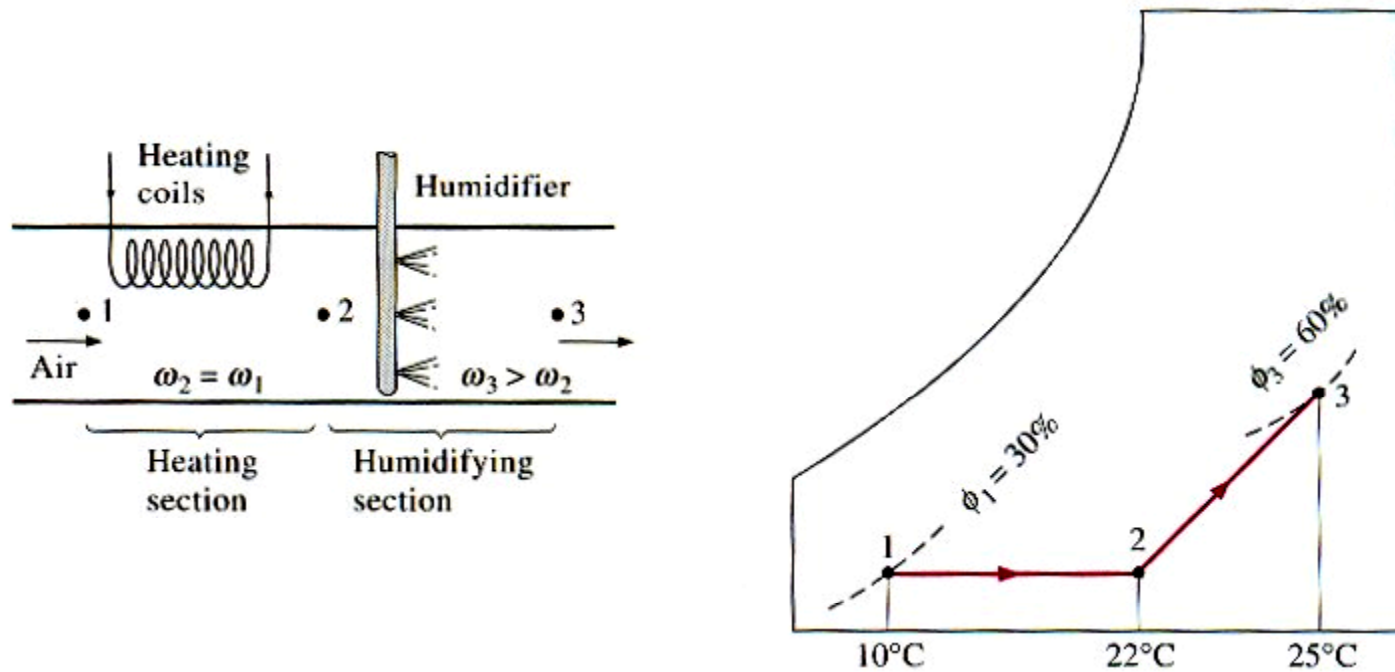 Heating
coils
Humidifier
1
2
3
Air
ω₂ = ω₁
ω₃ > ω₂
Heating
section
Humidifying
section
ϕ₁ = 30%
ϕ₃ = 60%
1
2
3
10°C
22°C
25°C